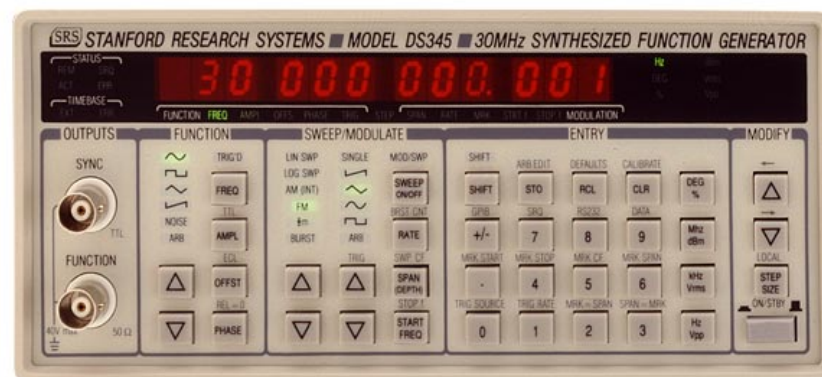 SRS STANFORD RESEARCH SYSTEMS ■ MODEL DS345 ■ 30MHz SYNTHESIZED FUNCTION GENERATOR
STATUS
REM SRQ
ACT ERR
TIMEBASE
EXT ERR
30 000 000.001
Hz dBm
DEG Vrms
% Vpp
FUNCTION FREQ AMPL OFFS PHASE TRIG STEP SPAN RATE MRK STRT f STOP f MODULATION
OUTPUTS FUNCTION SWEEP/MODULATE ENTRY MODIFY
SYNC
TTL
FUNCTION
40V max 50 Ω
TRIG'D
FREQ
TTL
NOISE
ARB AMPL
ECL
OFFST
REL = 0
PHASE
LIN SWP SINGLE MOD/SWP
LOG SWP
AM (INT) SWEEP ON/OFF
FM BRST CNT
ϕm RATE
BURST ARB
TRIG SWP CF
SPAN (DEPTH)
STOP f
START FREQ
SHIFT ARB EDIT DEFAULTS CALIBRATE
SHIFT STO RCL CLR DEG %
GPIB SRQ RS232 DATA
+/- 7 8 9 Mhz dBm
MRK START MRK STOP MRK CF MRK SPAN
. 4 5 6 kHz Vrms
TRIG SOURCE TRIG RATE MRK=SPAN SPAN=MRK
0 1 2 3 Hz Vpp
LOCAL
STEP SIZE
ON/STBY